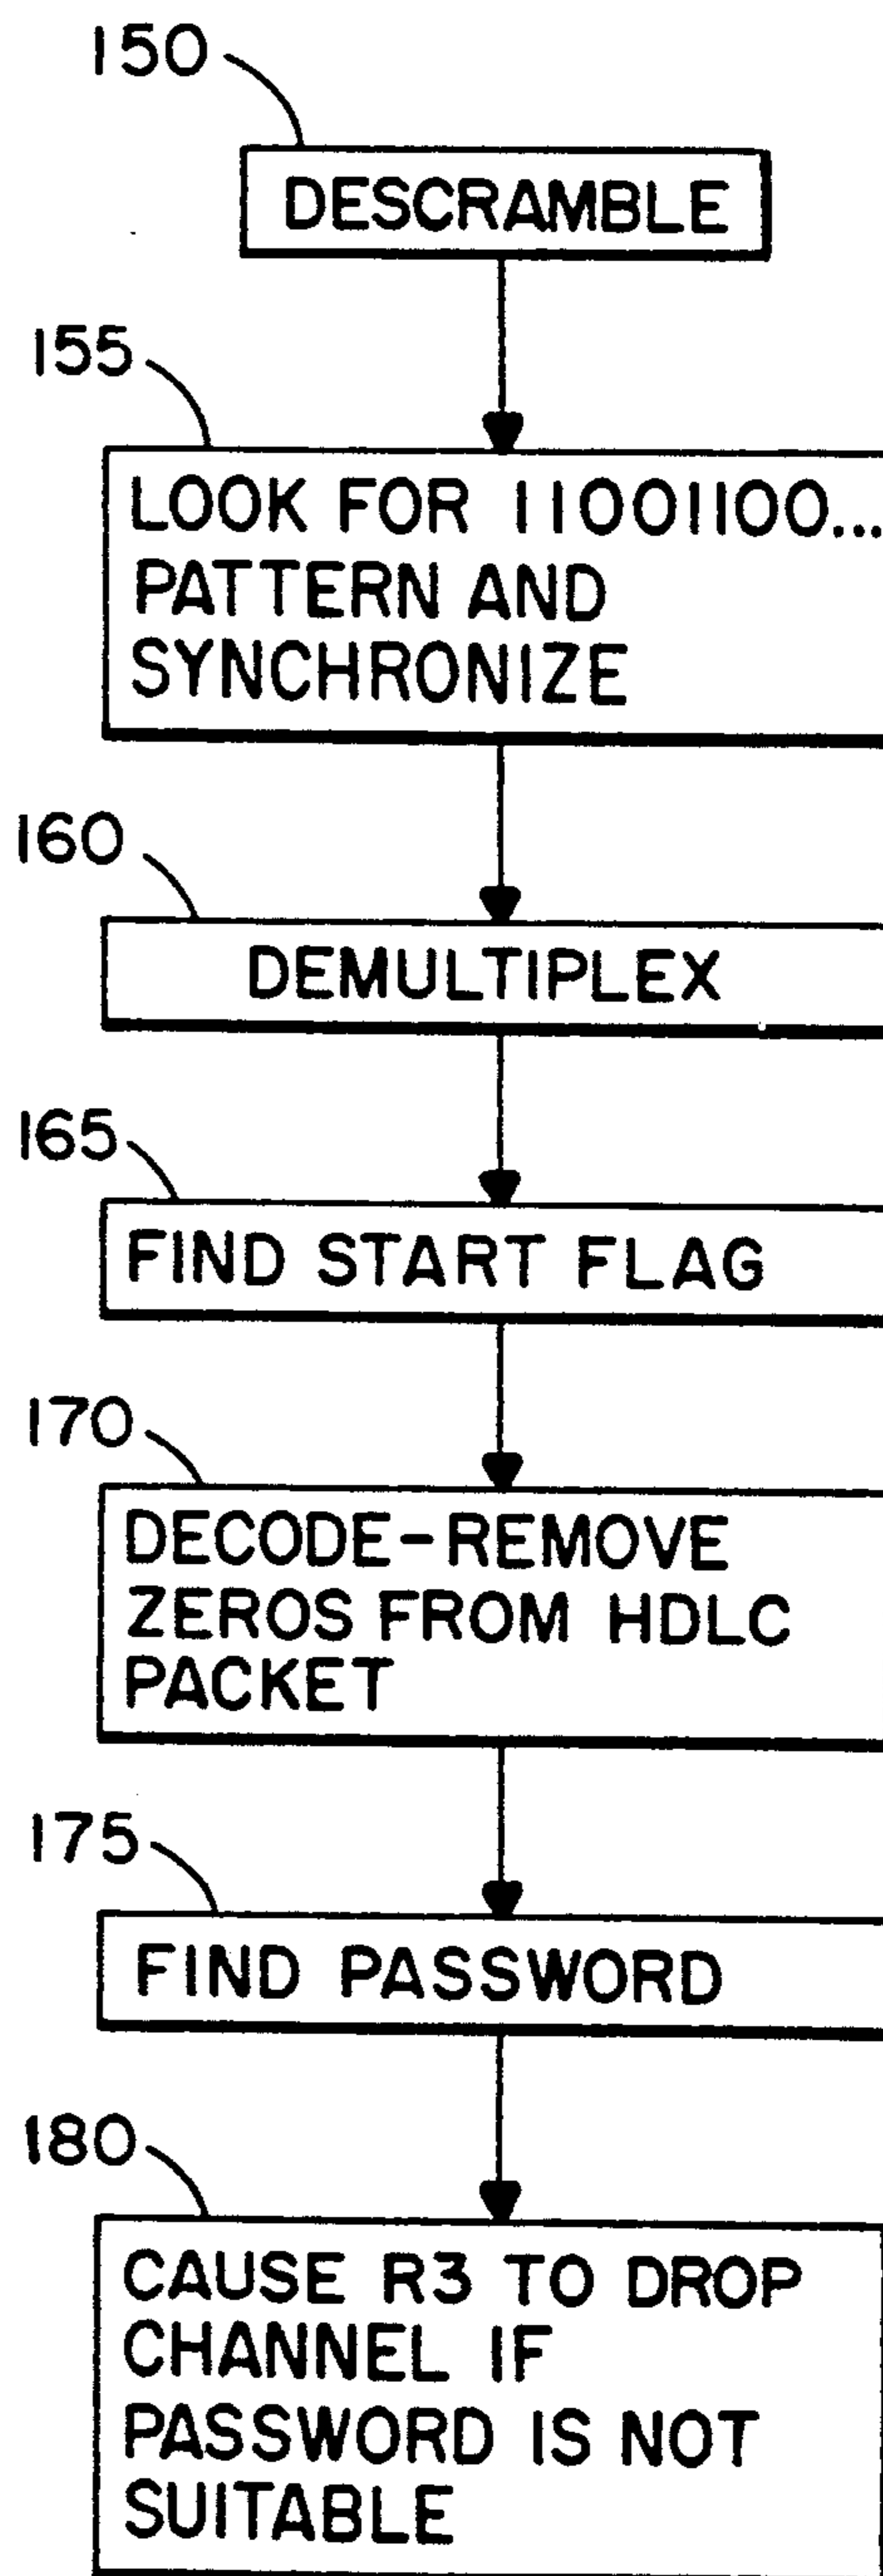 150
DESCRAMBLE
155
LOOK FOR 11001100...
PATTERN AND
SYNCHRONIZE
160
DEMULTIPLEX
165
FIND START FLAG
170
DECODE-REMOVE
ZEROS FROM HDLC
PACKET
175
FIND PASSWORD
180
CAUSE R3 TO DROP
CHANNEL IF
PASSWORD IS NOT
SUITABLE